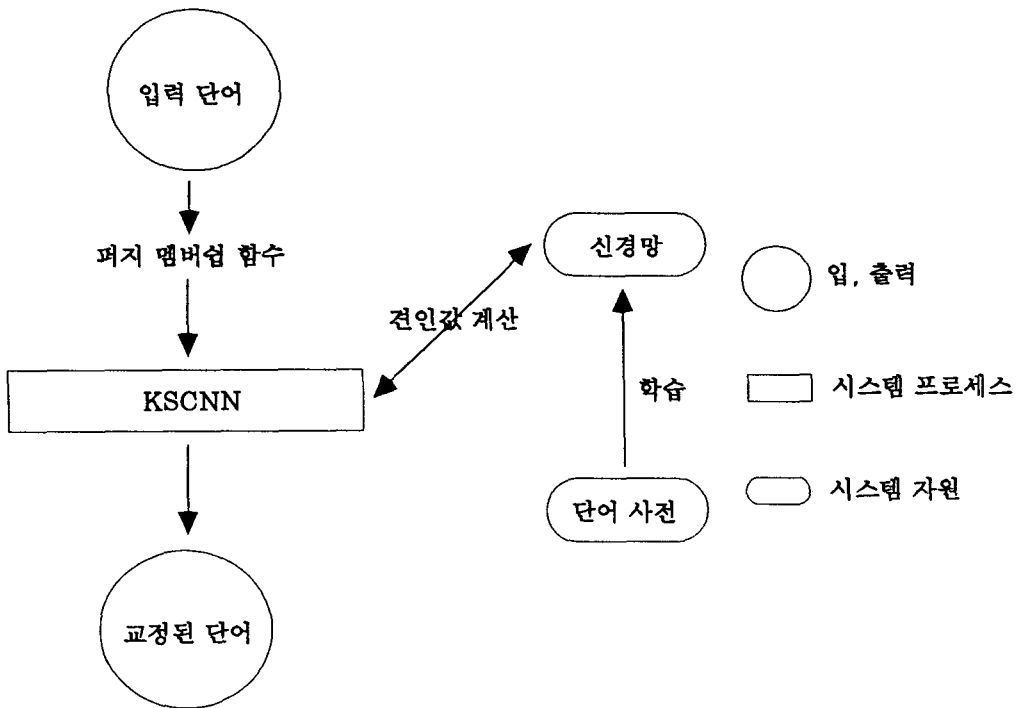 입력 단어
퍼지 멤버쉽 함수
신경망
입, 출력
견인값 계산
KSCNN
학습
시스템 프로세스
단어 사전
시스템 자원
교정된 단어